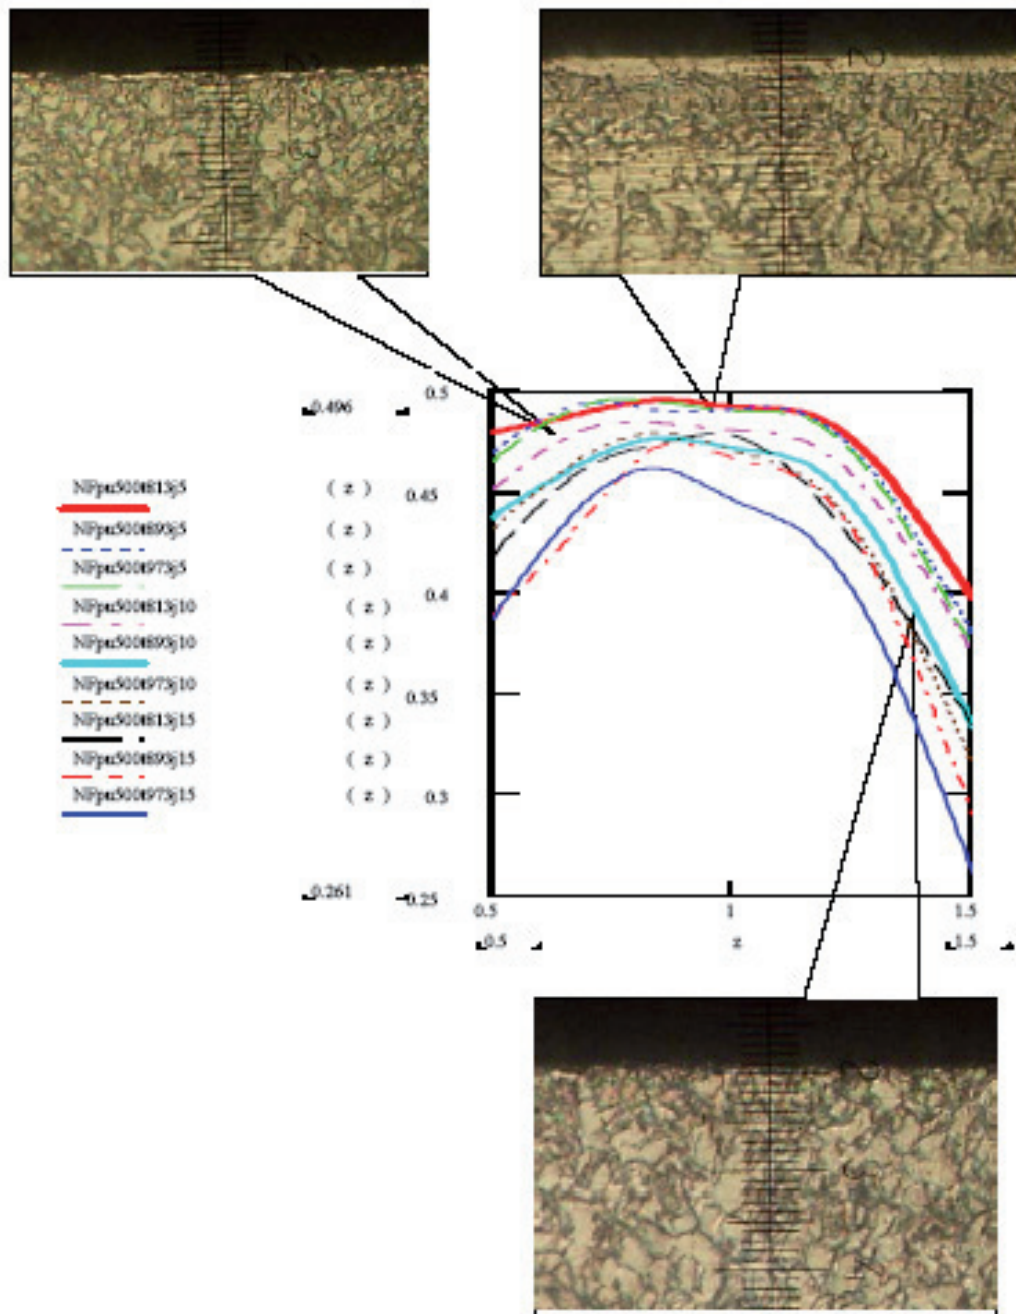 0.5
0.496
NFpu500t813j5 ( z )
0.45
NFpu500t893j5 ( z )
NFpu500t973j5 ( z )
0.4
NFpu500t813j10 ( z )
NFpu500t893j10 ( z )
NFpu500t973j10 ( z )
0.35
NFpu500t813j15 ( z )
NFpu500t893j15 ( z )
NFpu500t973j15 ( z )
0.3
0.261
0.25
0.5 1 1.5
0.5 z 1.5